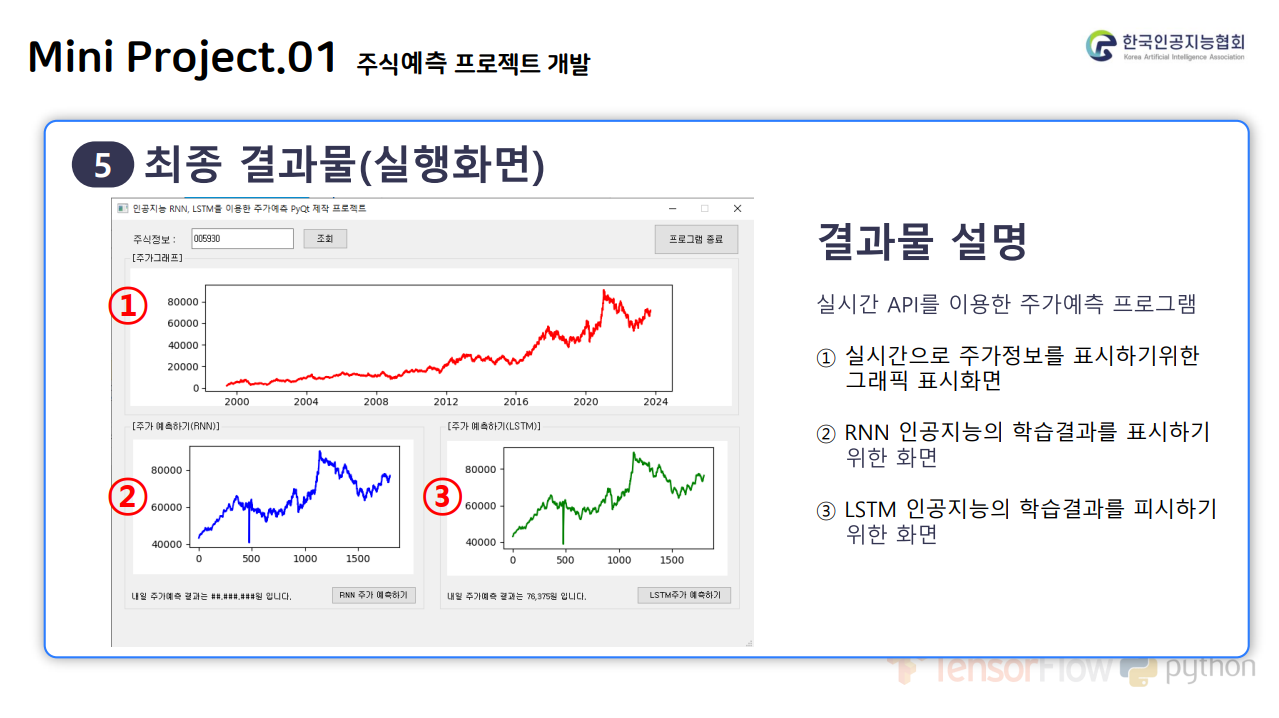 Mini Project.01 주식예측 프로젝트 개발
한국인공지능협회
Korea Artificial Intelligence Association
5 최종 결과물(실행화면)
인공지능 RNN, LSTM을 이용한 주가예측 PyQt 제작 프로젝트
주식정보 : 005930 조회 프로그램 종료
[주가그래프]
①
80000
60000
40000
20000
0
2000 2004 2008 2012 2016 2020 2024
[주가 예측하기(RNN)]
②
80000
60000
40000
0 500 1000 1500
내일 주가예측 결과는 ##,###,###원 입니다. RNN 주가 예측하기
[주가 예측하기(LSTM)]
③
80000
60000
40000
0 500 1000 1500
내일 주가예측 결과는 76,375원 입니다. LSTM주가 예측하기
결과물 설명
실시간 API를 이용한 주가예측 프로그램
① 실시간으로 주가정보를 표시하기위한
그래픽 표시화면
② RNN 인공지능의 학습결과를 표시하기
위한 화면
③ LSTM 인공지능의 학습결과를 피시하기
위한 화면
TensorFlow python